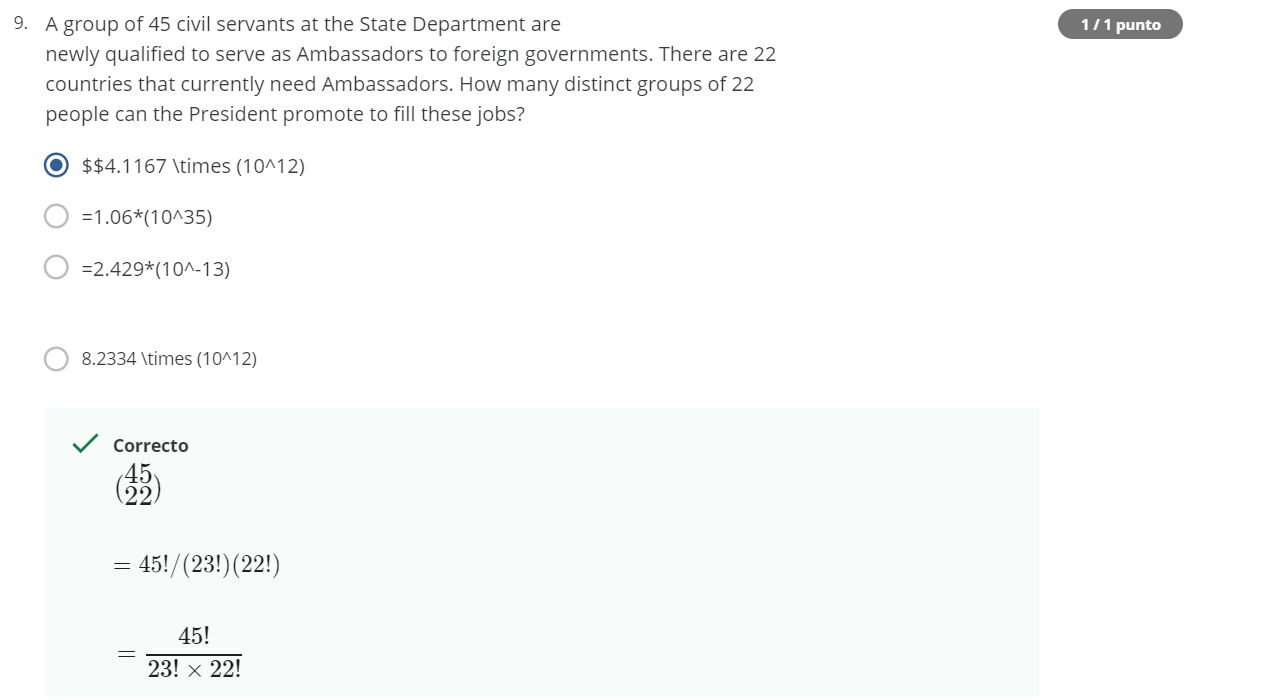 9. A group of 45 civil servants at the State Department are
1 / 1 punto
newly qualified to serve as Ambassadors to foreign governments. There are 22
countries that currently need Ambassadors. How many distinct groups of 22
people can the President promote to fill these jobs?
$$4.1167 \times (10^12)
=1.06*(10^35)
=2.429*(10^-13)
8.2334 \times (10^12)
Correcto
(45
22)
= 45!/(23!)(22!)
= 45!
23! × 22!